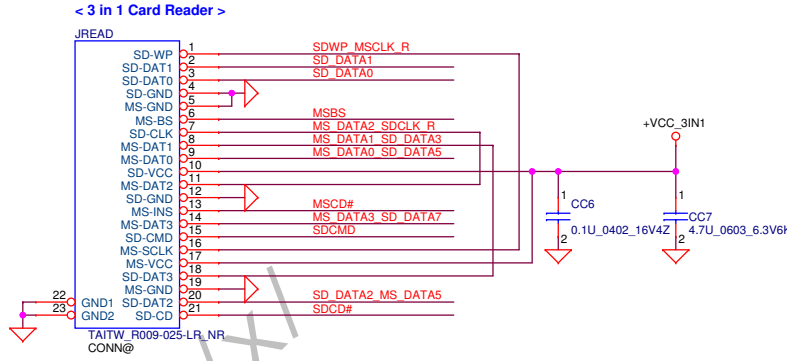 < 3 in 1 Card Reader >
JREAD
SD-WP 1 SDWP_MSCLK_R
SD-DAT1 2 SD_DATA1
SD-DAT0 3 SD_DATA0
SD-GND 4
MS-GND 5
MS-BS 6 MSBS
SD-CLK 7 MS_DATA2_SDCLK_R
MS-DAT1 8 MS_DATA1_SD_DATA3
MS-DAT0 9 MS_DATA0_SD_DATA5
SD-VCC 10
MS-DAT2 11
SD-GND 12
MS-INS 13 MSCD#
MS-DAT3 14 MS_DATA3_SD_DATA7
SD-CMD 15 SDCMD
MS-SCLK 16
MS-VCC 17
SD-DAT3 18
MS-GND 19
22 GND1 SD-DAT2 20 SD_DATA2_MS_DATA5
23 GND2 SD-CD 21 SDCD#
TAITW_R009-025-LR_NR
CONN@
+VCC_3IN1
1
CC6
0.1U_0402_16V4Z
2
1
CC7
4.7U_0603_6.3V6K
2